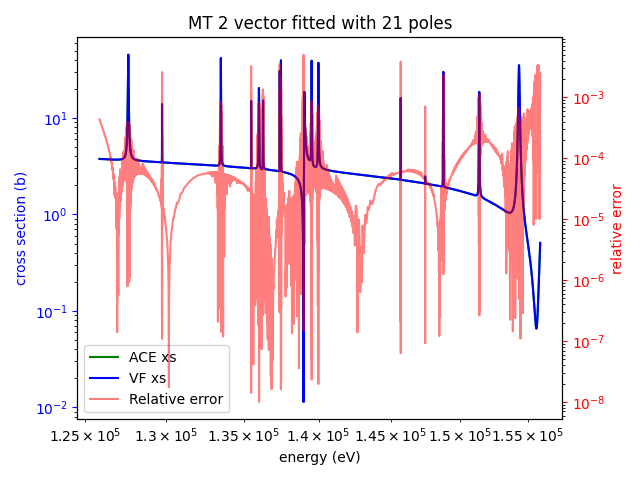 MT 2 vector fitted with 21 poles
cross section (b)
10¹
10⁰
10⁻¹
10⁻²
10⁻³
10⁻⁴
10⁻⁵
10⁻⁶
10⁻⁷
10⁻⁸
relative error
ACE xs
VF xs
Relative error
1.25 × 10⁵ 1.3 × 10⁵ 1.35 × 10⁵ 1.4 × 10⁵ 1.45 × 10⁵ 1.5 × 10⁵ 1.55 × 10⁵
energy (eV)